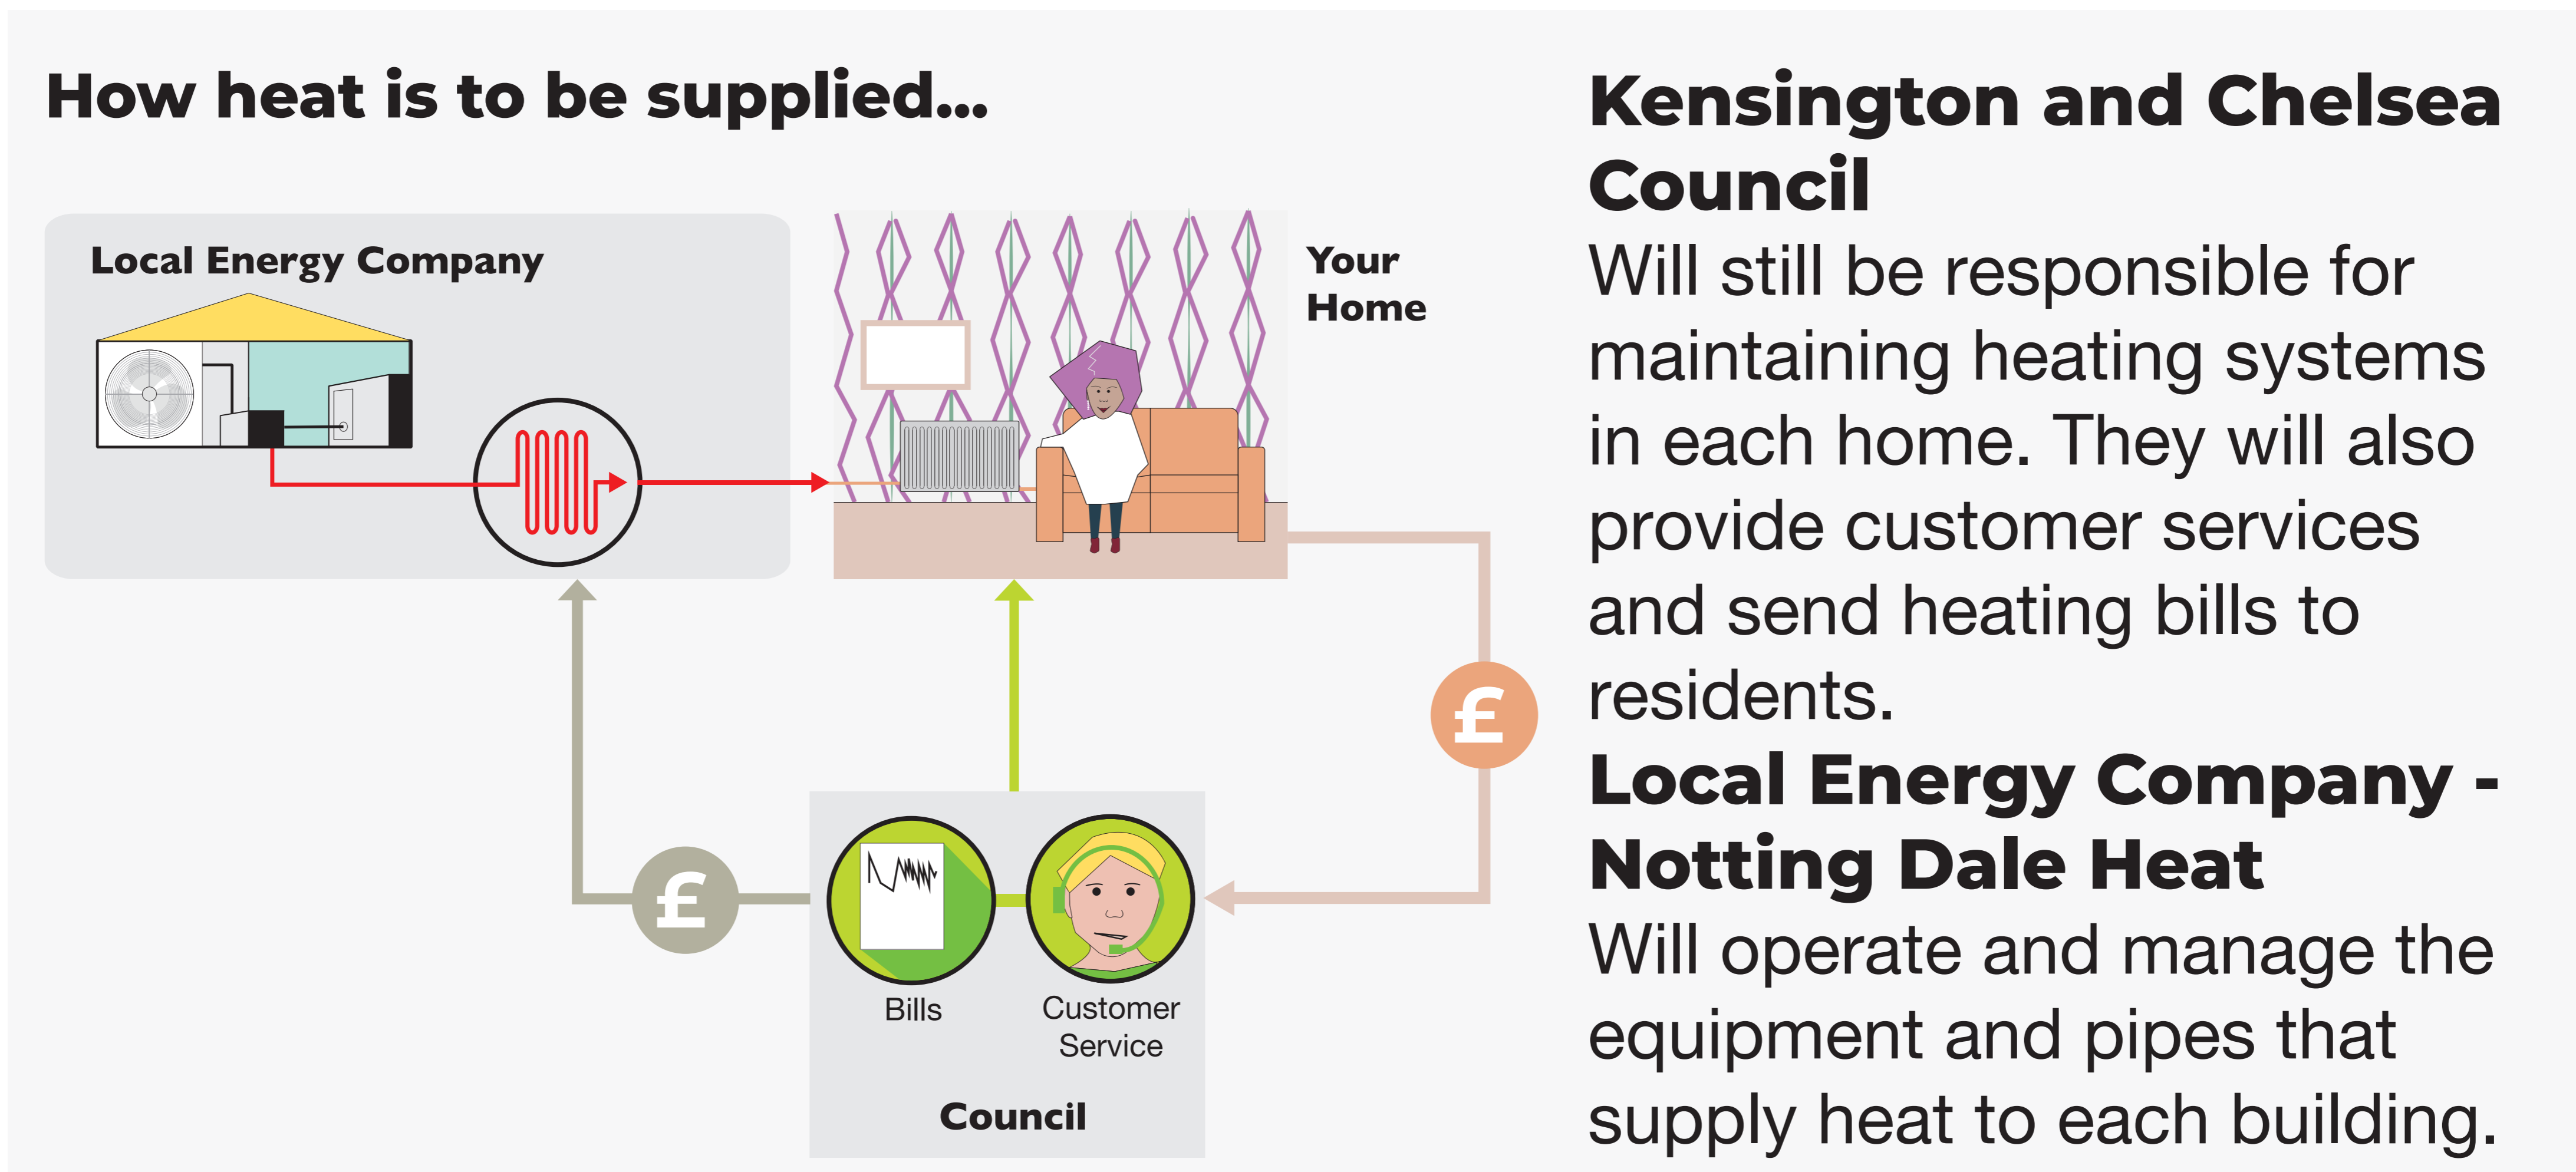 How heat is to be supplied...
Local Energy Company
Your
Home
£
£
Bills
Customer
Service
Council
Kensington and Chelsea
Council
Will still be responsible for
maintaining heating systems
in each home. They will also
provide customer services
and send heating bills to
residents.
Local Energy Company -
Notting Dale Heat
Will operate and manage the
equipment and pipes that
supply heat to each building.